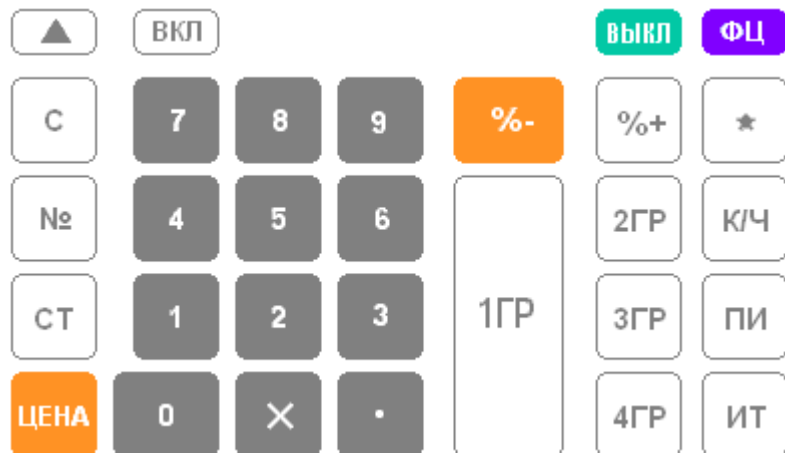 ВКЛ ВЫКЛ ФЦ
С 7 8 9 %- %+
№ 4 5 6 2ГР К/Ч
СТ 1 2 3 1ГР 3ГР ПИ
ЦЕНА 0 × · 4ГР ИТ